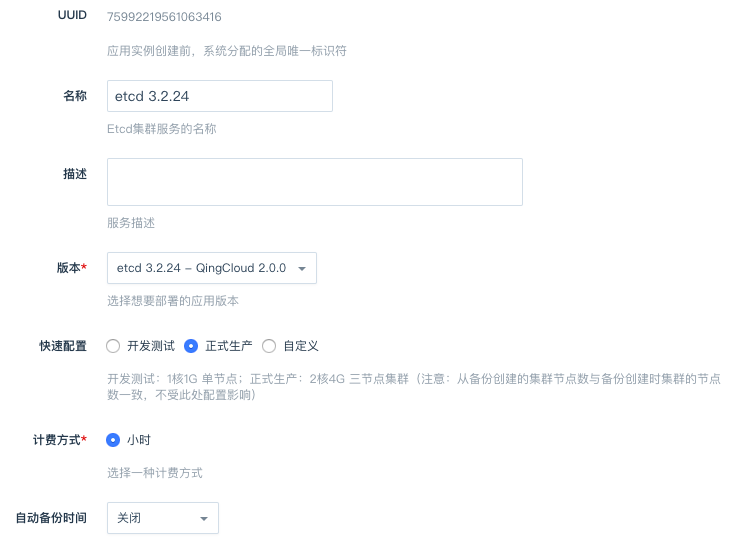 UUID 75992219561063416
应用实例创建前，系统分配的全局唯一标识符
名称 etcd 3.2.24
Etcd集群服务的名称
描述
服务描述
版本* etcd 3.2.24 – QingCloud 2.0.0
选择想要部署的应用版本
快速配置 开发测试 正式生产 自定义
开发测试：1核1G 单节点；正式生产：2核4G 三节点集群（注意：从备份创建的集群节点数与备份创建时集群的节点
数一致，不受此处配置影响）
计费方式* 小时
选择一种计费方式
自动备份时间 关闭